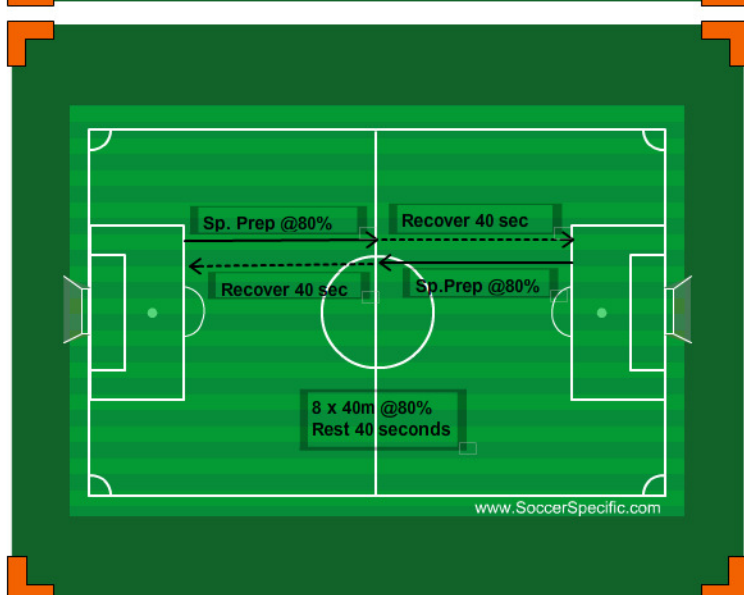 Sp. Prep @80%
Recover 40 sec
Recover 40 sec
Sp.Prep @80%
8 x 40m @80%
Rest 40 seconds
www.SoccerSpecific.com